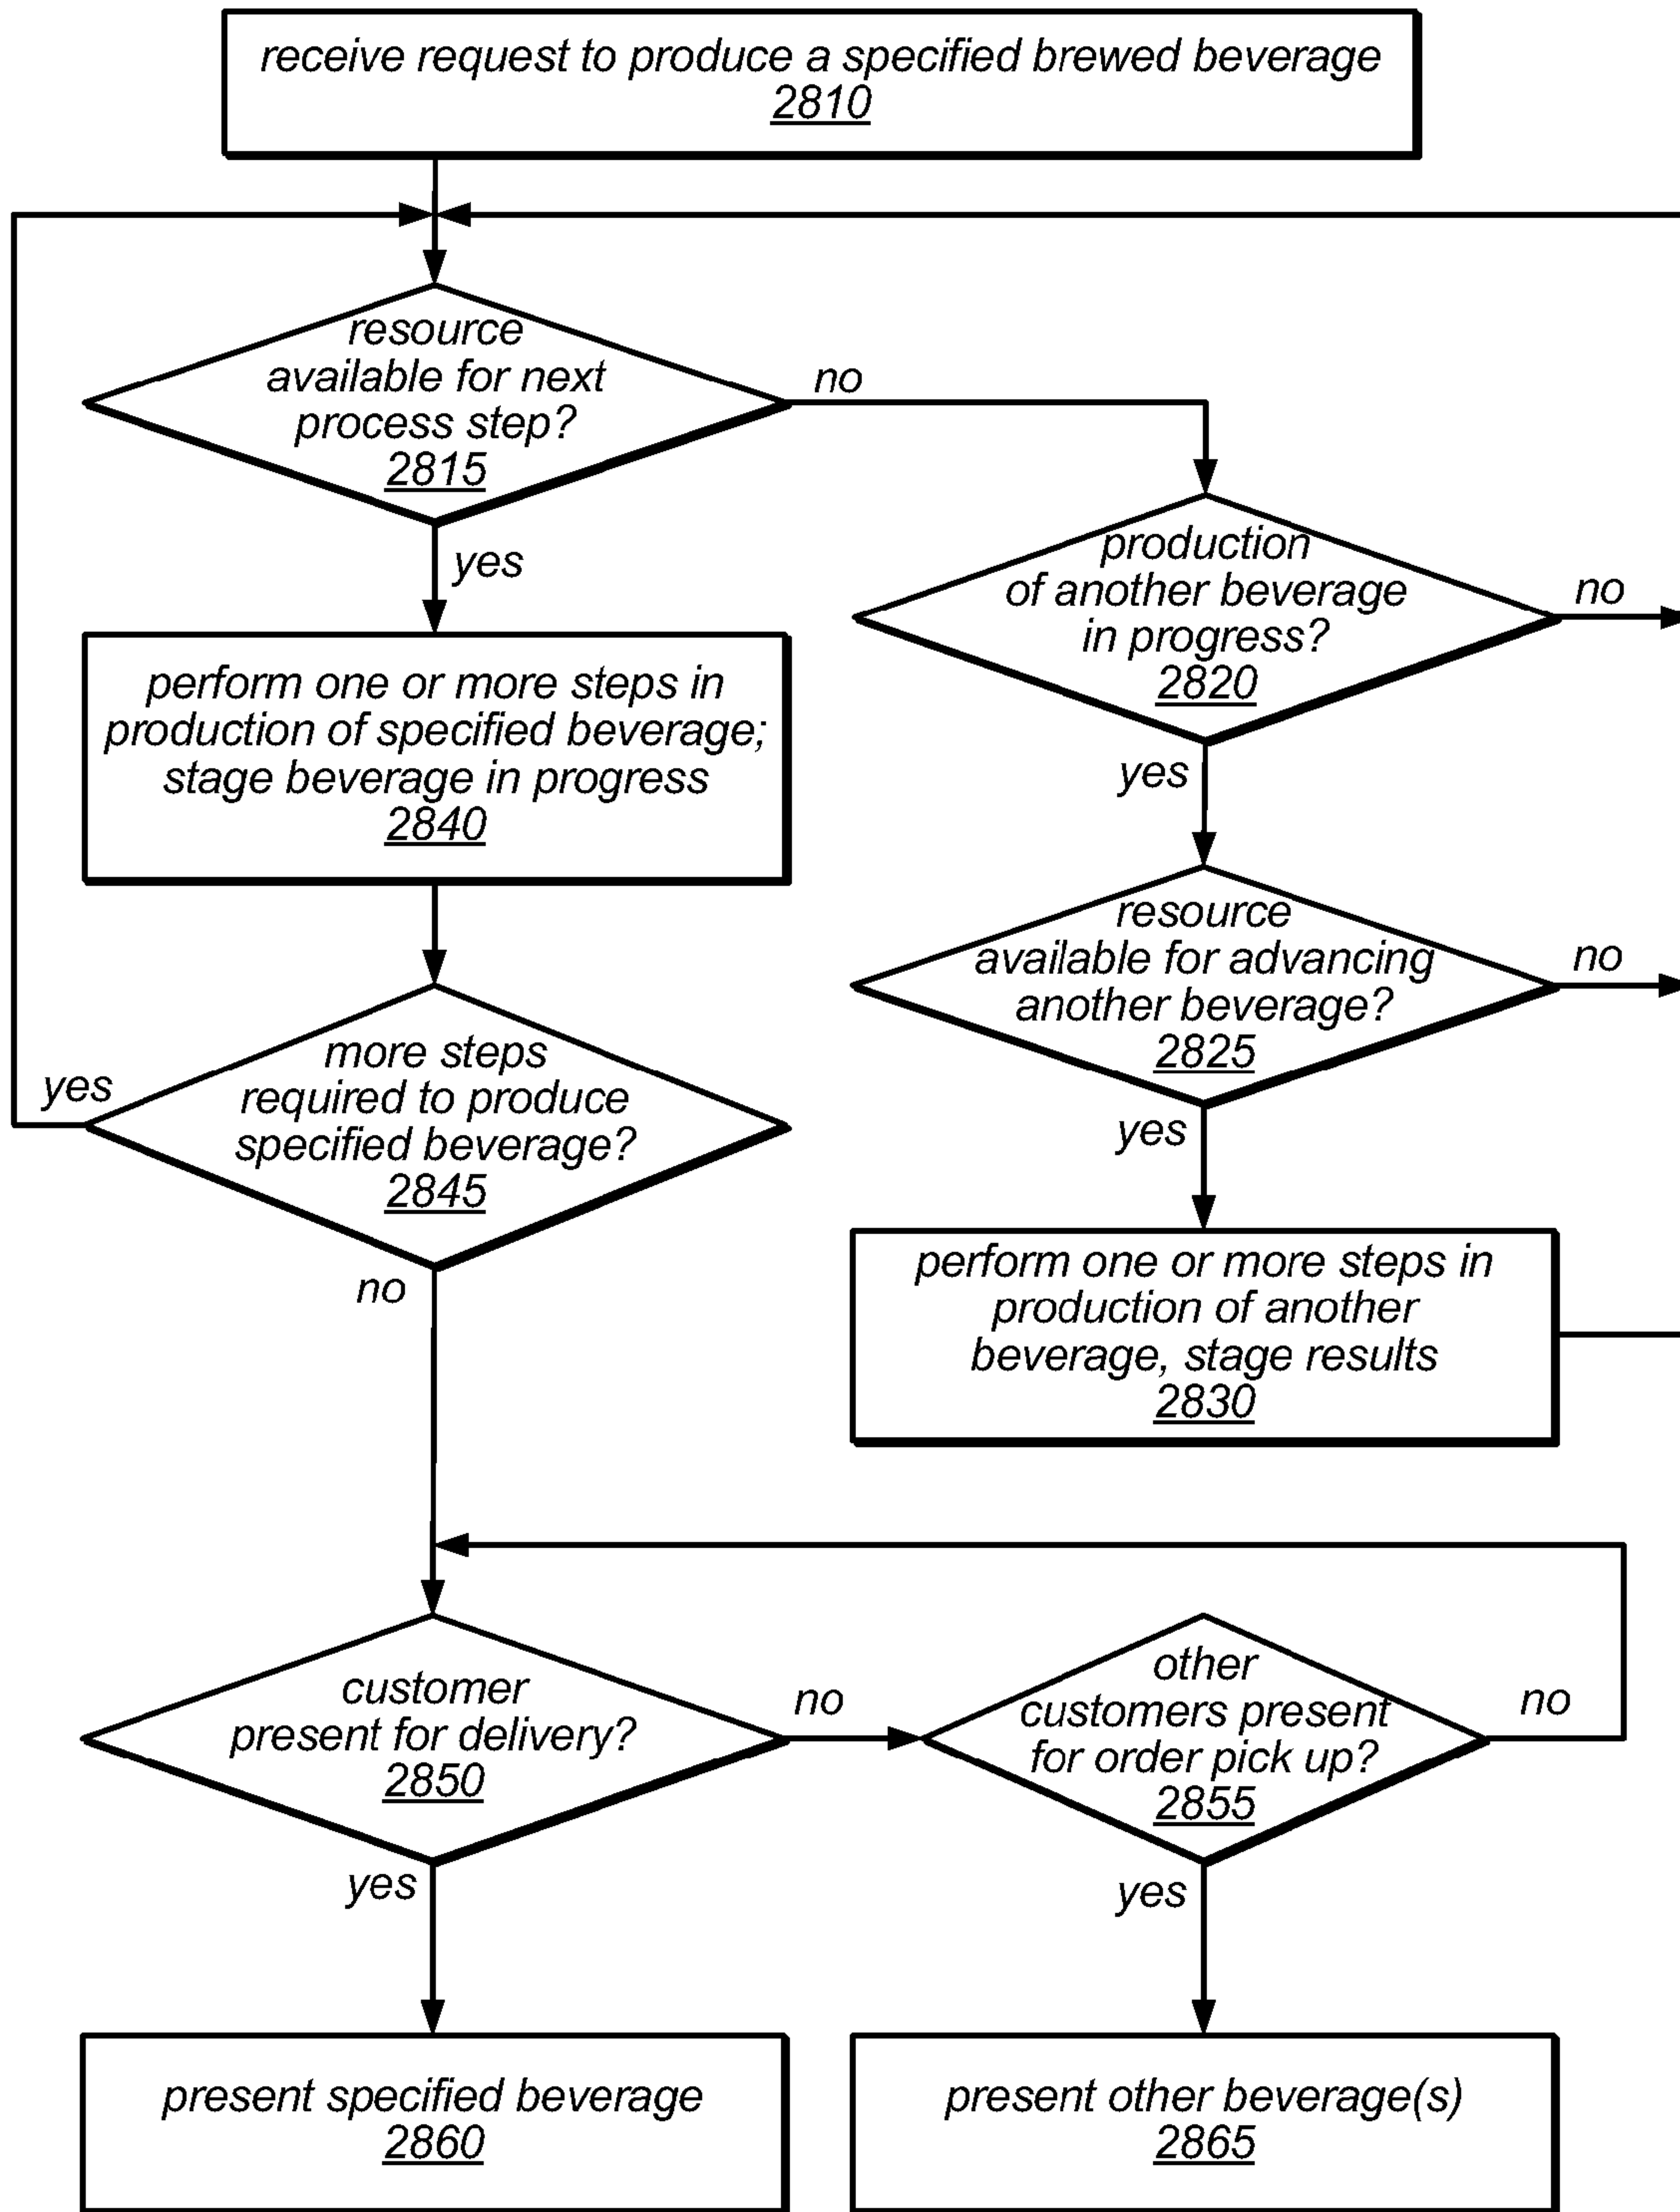 receive request to produce a specified brewed beverage
2810
resource
available for next
process step?
2815
no
yes
production
of another beverage
in progress?
2820
no
yes
perform one or more steps in
production of specified beverage;
stage beverage in progress
2840
resource
available for advancing
another beverage?
2825
no
yes
more steps
required to produce
specified beverage?
2845
yes
no
perform one or more steps in
production of another
beverage, stage results
2830
customer
present for delivery?
2850
no
yes
other
customers present
for order pick up?
2855
no
yes
present specified beverage
2860
present other beverage(s)
2865